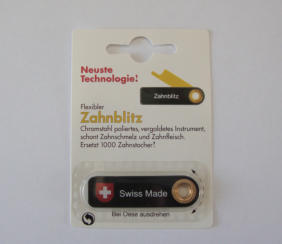 Neuste
Technologie!
Zahnblitz
Flexibler
Zahnblitz
Chromstahl poliertes, vergoldetes Instrument,
schont Zahnschmelz und Zahnfleisch.
Ersetzt 1000 Zahnstocher!
Swiss Made
Bei Oese ausdrehen